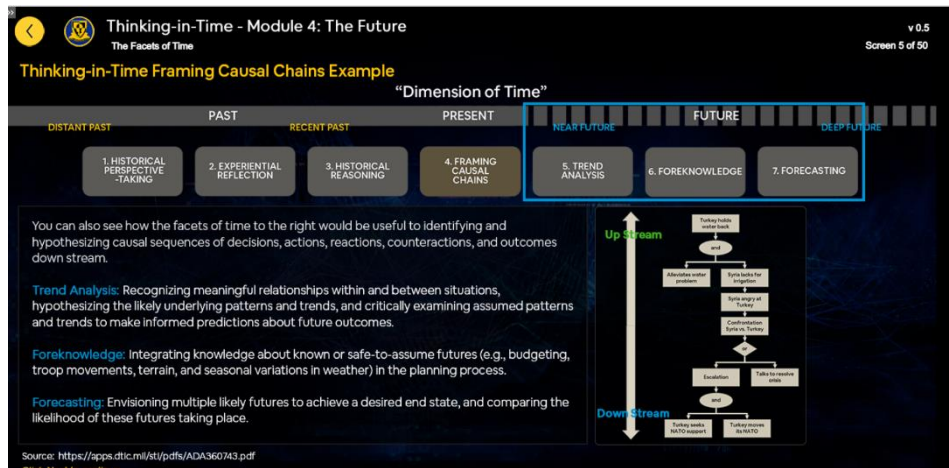 »
Thinking-in-Time - Module 4: The Future
The Facets of Time
v 0.5
Screen 5 of 50
Thinking-in-Time Framing Causal Chains Example
“Dimension of Time”
PAST
PRESENT
FUTURE
DISTANT PAST
RECENT PAST
NEAR FUTURE
DEEP FUTURE
1. HISTORICAL
PERSPECTIVE
-TAKING
2. EXPERIENTIAL
REFLECTION
3. HISTORICAL
REASONING
4. FRAMING
CAUSAL
CHAINS
5. TREND
ANALYSIS
6. FOREKNOWLEDGE
7. FORECASTING
You can also see how the facets of time to the right would be useful to identifying and
hypothesizing causal sequences of decisions, actions, reactions, counteractions, and outcomes
down stream.
Trend Analysis: Recognizing meaningful relationships within and between situations,
hypothesizing the likely underlying patterns and trends, and critically examining assumed patterns
and trends to make informed predictions about future outcomes.
Foreknowledge: Integrating knowledge about known or safe-to-assume futures (e.g., budgeting,
troop movements, terrain, and seasonal variations in weather) in the planning process.
Forecasting: Envisioning multiple likely futures to achieve a desired end state, and comparing the
likelihood of these futures taking place.
Up Stream
Turkey holds
water back
and
Alleviates water
problem
Syria lacks for
irrigation
Syria angry at
Turkey
Confrontation
Syria vs. Turkey
or
Escalation
Talks to resolve
crisis
and
Down Stream
Turkey seeks
NATO support
Turkey moves
its NATO
Source: https://apps.dtic.mil/sti/pdfs/ADA360743.pdf